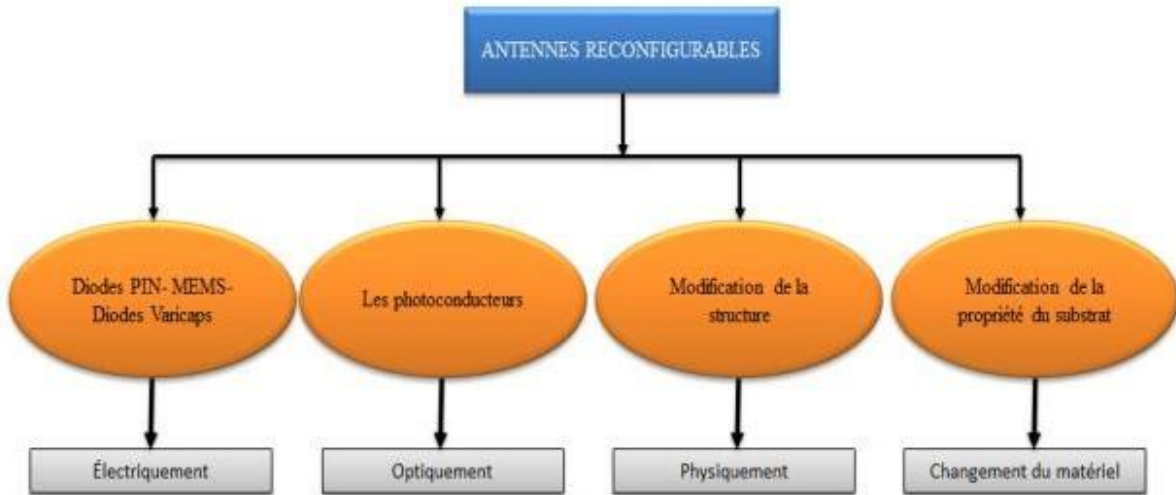 ANTENNES RECONFIGURABLES
Diodes PIN- MEMS-
Diodes Varicaps
Les photoconducteurs
Modification de la
structure
Modification de la
propriété du substrat
Électriquement
Optiquement
Physiquement
Changement du matériel